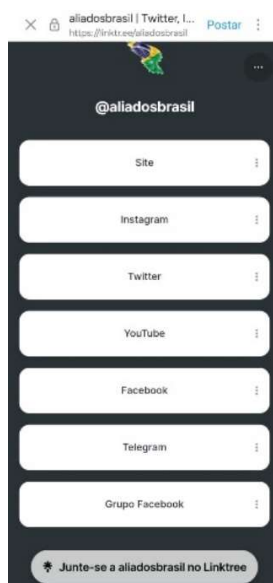 aliadosbrasil | Twitter, I...
Postar
https://linktr.ee/aliadosbrasil
@aliadosbrasil
Site
Instagram
Twitter
YouTube
Facebook
Telegram
Grupo Facebook
Junte-se a aliadosbrasil no Linktree